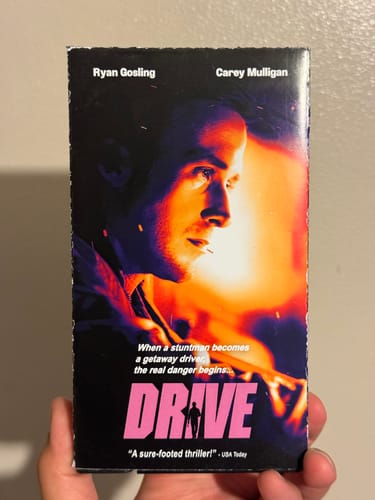 Ryan Gosling Carey Mulligan
When a stuntman becomes
a getaway driver,
the real danger begins...
DRIVE
"A sure-footed thriller!" - USA Today